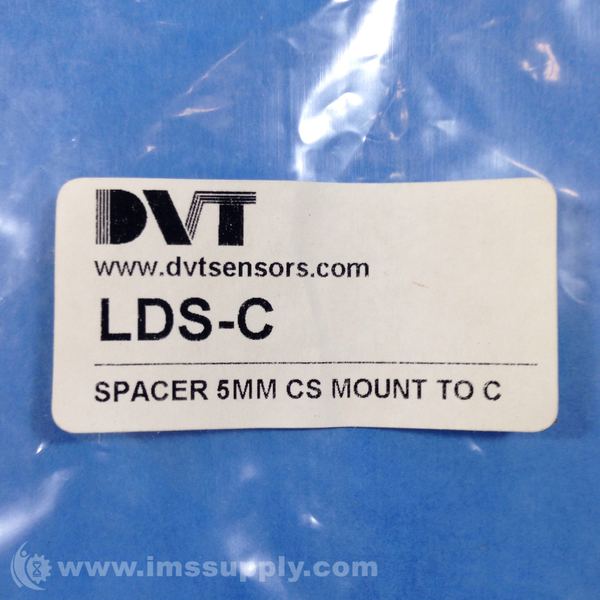 DVT
www.dvtsensors.com
LDS-C
SPACER 5MM CS MOUNT TO C
www.imssupply.com